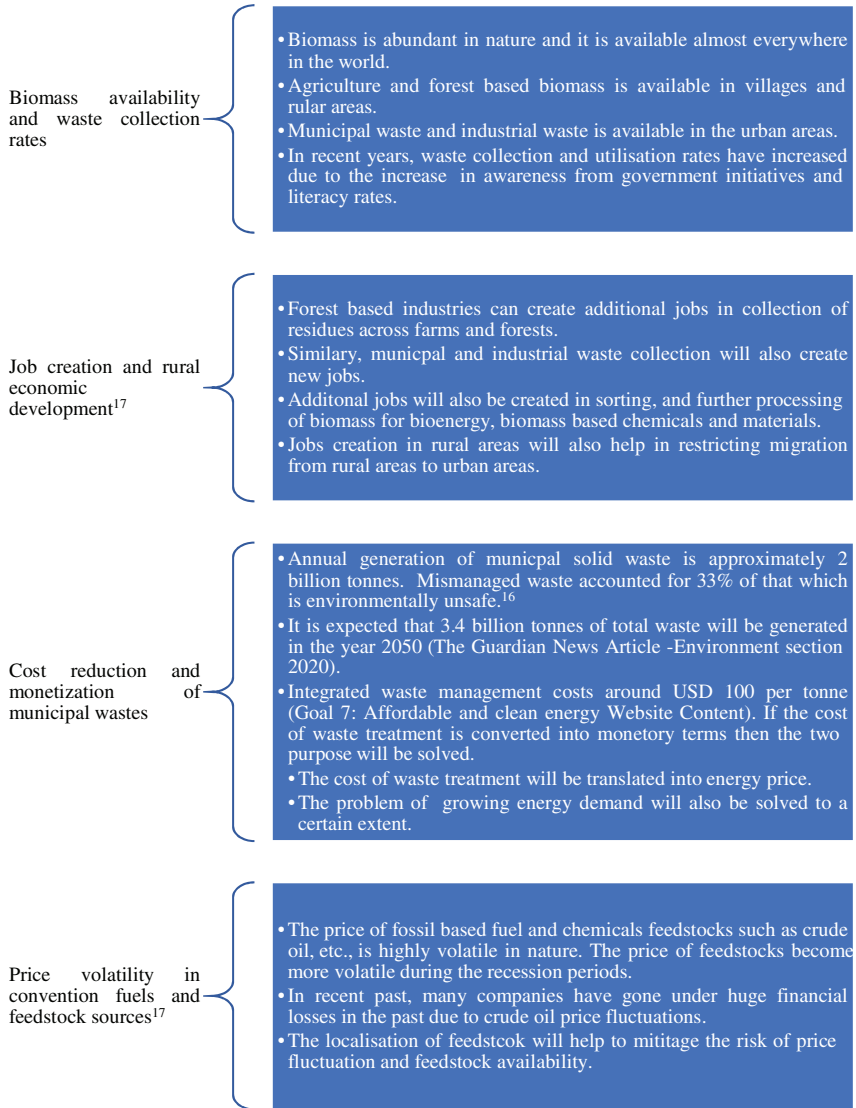 Biomass availability
and waste collection
rates
• Biomass is abundant in nature and it is available almost everywhere
in the world.
• Agriculture and forest based biomass is available in villages and
rular areas.
• Municipal waste and industrial waste is available in the urban areas.
• In recent years, waste collection and utilisation rates have increased
due to the increase in awareness from government initiatives and
literacy rates.
Job creation and rural
economic
development¹⁷
• Forest based industries can create additional jobs in collection of
residues across farms and forests.
• Similary, municpal and industrial waste collection will also create
new jobs.
• Additonal jobs will also be created in sorting, and further processing
of biomass for bioenergy, biomass based chemicals and materials.
• Jobs creation in rural areas will also help in restricting migration
from rural areas to urban areas.
Cost reduction and
monetization of
municipal wastes
• Annual generation of municpal solid waste is approximately 2
billion tonnes. Mismanaged waste accounted for 33% of that which
is environmentally unsafe.¹⁶
• It is expected that 3.4 billion tonnes of total waste will be generated
in the year 2050 (The Guardian News Article -Environment section
2020).
• Integrated waste management costs around USD 100 per tonne
(Goal 7: Affordable and clean energy Website Content). If the cost
of waste treatment is converted into monetory terms then the two
purpose will be solved.
• The cost of waste treatment will be translated into energy price.
• The problem of growing energy demand will also be solved to a
certain extent.
Price volatility in
convention fuels and
feedstock sources¹⁷
• The price of fossil based fuel and chemicals feedstocks such as crude
oil, etc., is highly volatile in nature. The price of feedstocks become
more volatile during the recession periods.
• In recent past, many companies have gone under huge financial
losses in the past due to crude oil price fluctuations.
• The localisation of feedstcok will help to mititage the risk of price
fluctuation and feedstock availability.